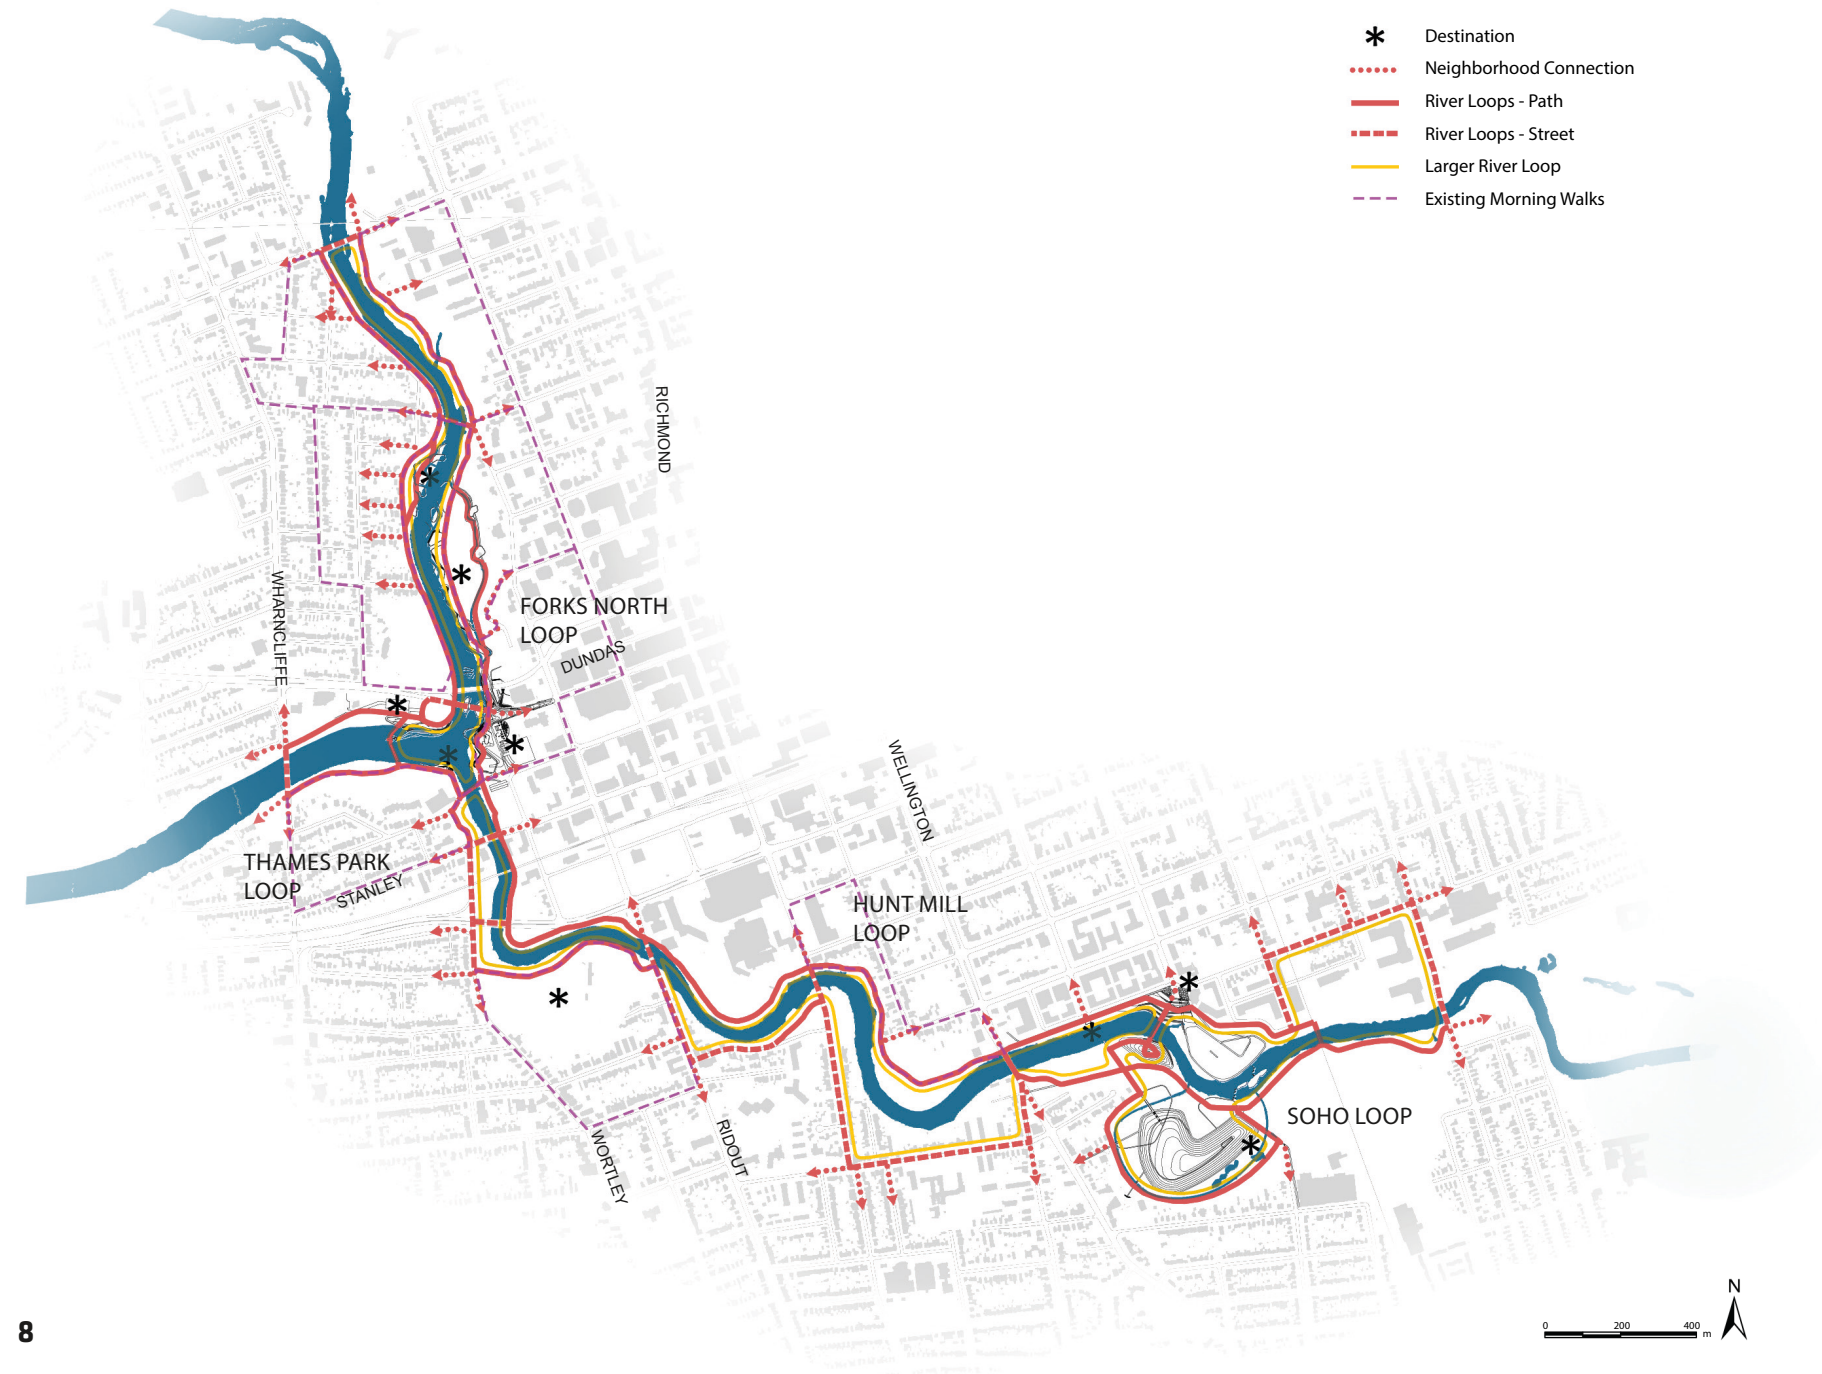 Destination
Neighborhood Connection
River Loops - Path
River Loops - Street
Larger River Loop
Existing Morning Walks
RICHMOND
WHARNCLIFFE
FORKS NORTH
LOOP
DUNDAS
WELLINGTON
THAMES PARK
LOOP
STANLEY
HUNT MILL
LOOP
SOHO LOOP
RIDOUT
WORTLEY
N
0 200 400 m
8